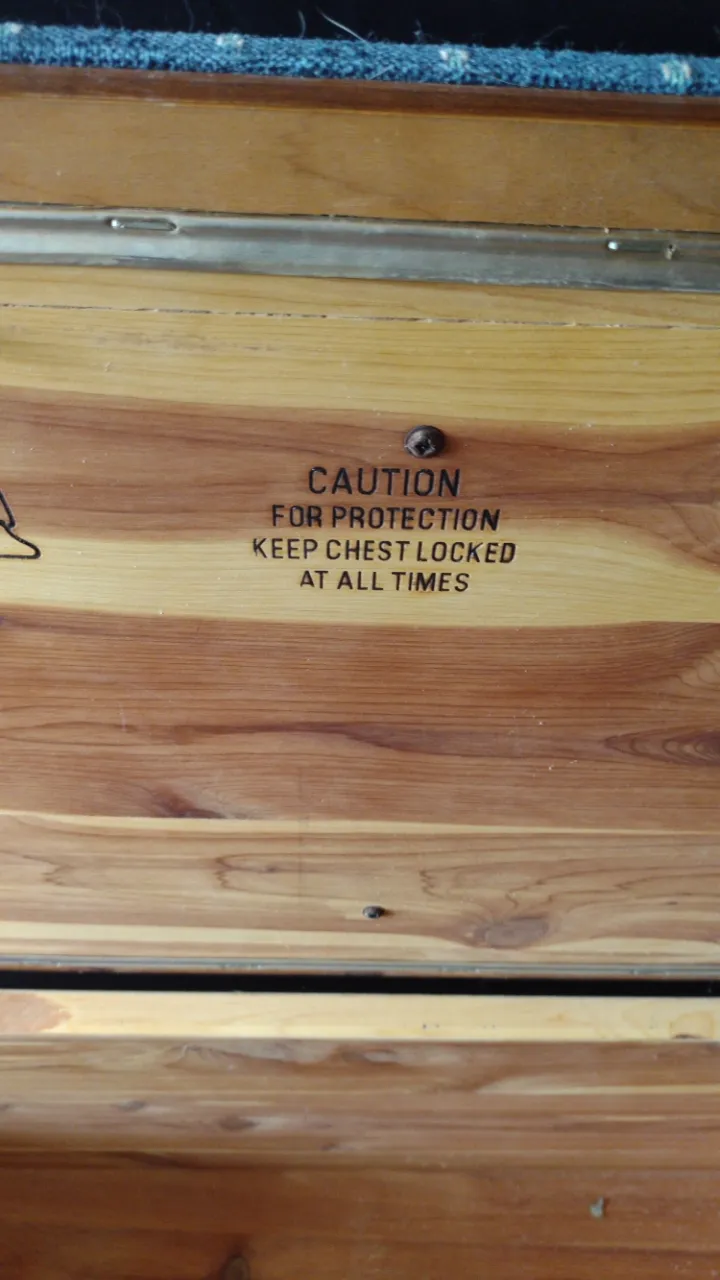 CAUTION
FOR PROTECTION
KEEP CHEST LOCKED
AT ALL TIMES